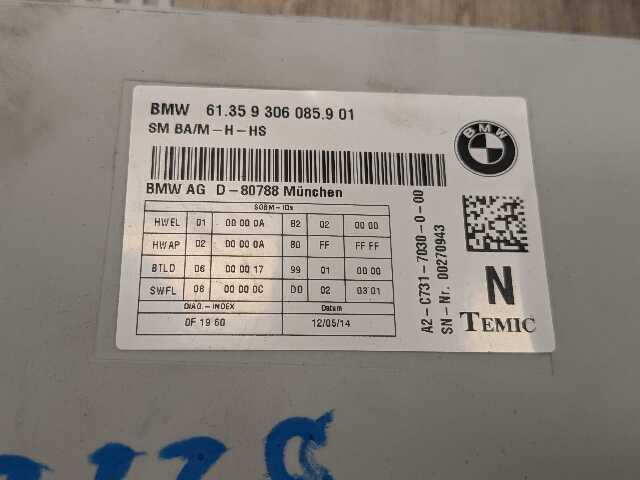 BMW 61.35 9 306 085.9 01
SM BA/M-H-HS
BMW
BMW AG D-80788 München
SGBM-IDs
HWEL 01 00 00 0A 82 02 00 00
HWAP 02 00 00 0A 80 FF FF FF
BTLD 06 00 00 17 99 01 00 00
SWFL 08 00 00 0C D0 02 03 01
DIAG.-INDEX Datum
0F 19 60 12/05/14
A2-C731-7030-0-00
SN-Nr. 00270943
N
TEMIC